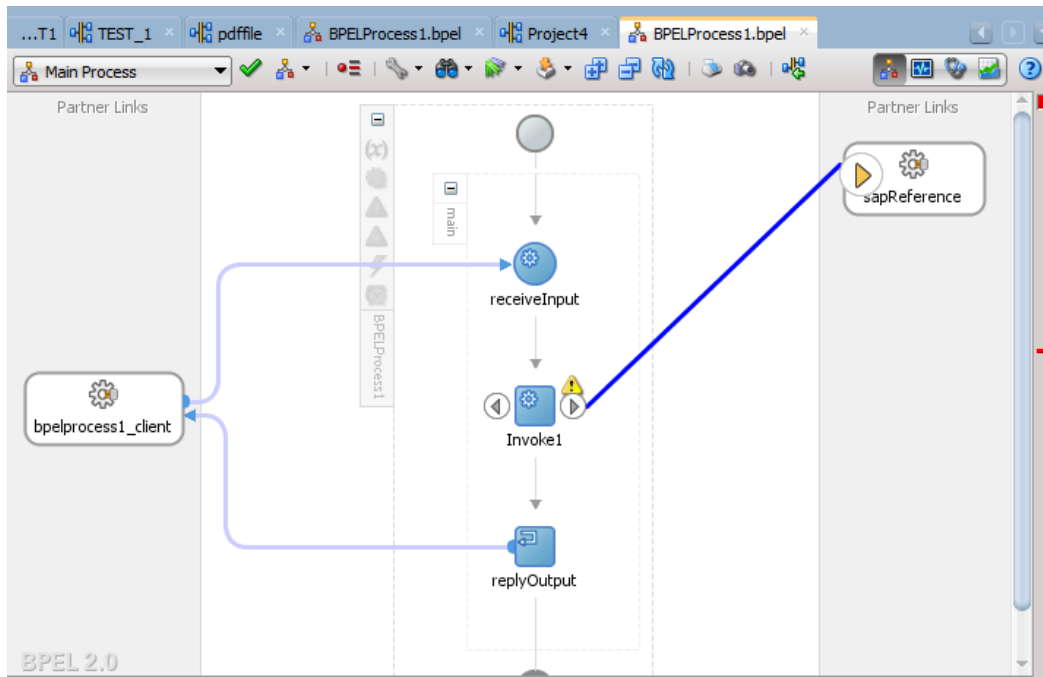 ...T1
TEST_1
pdffile
BPELProcess1.bpel
Project4
BPELProcess1.bpel
Main Process
Partner Links
Partner Links
(x)
main
sapReference
receiveInput
BPELProcess1
bpelprocess1_client
Invoke1
replyOutput
BPEL 2.0